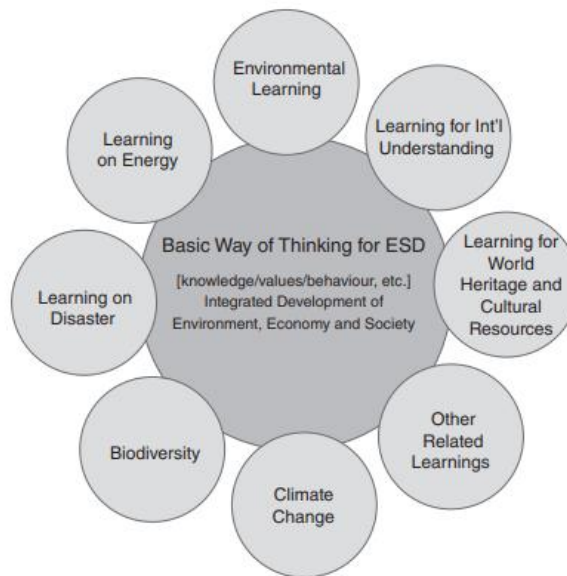 Environmental
Learning
Learning for Int'l
Understanding
Learning
on Energy
Basic Way of Thinking for ESD
[knowledge/values/behaviour, etc.]
Integrated Development of
Environment, Economy and Society
Learning for
World
Heritage and
Cultural
Resources
Learning on
Disaster
Other
Related
Learnings
Biodiversity
Climate
Change